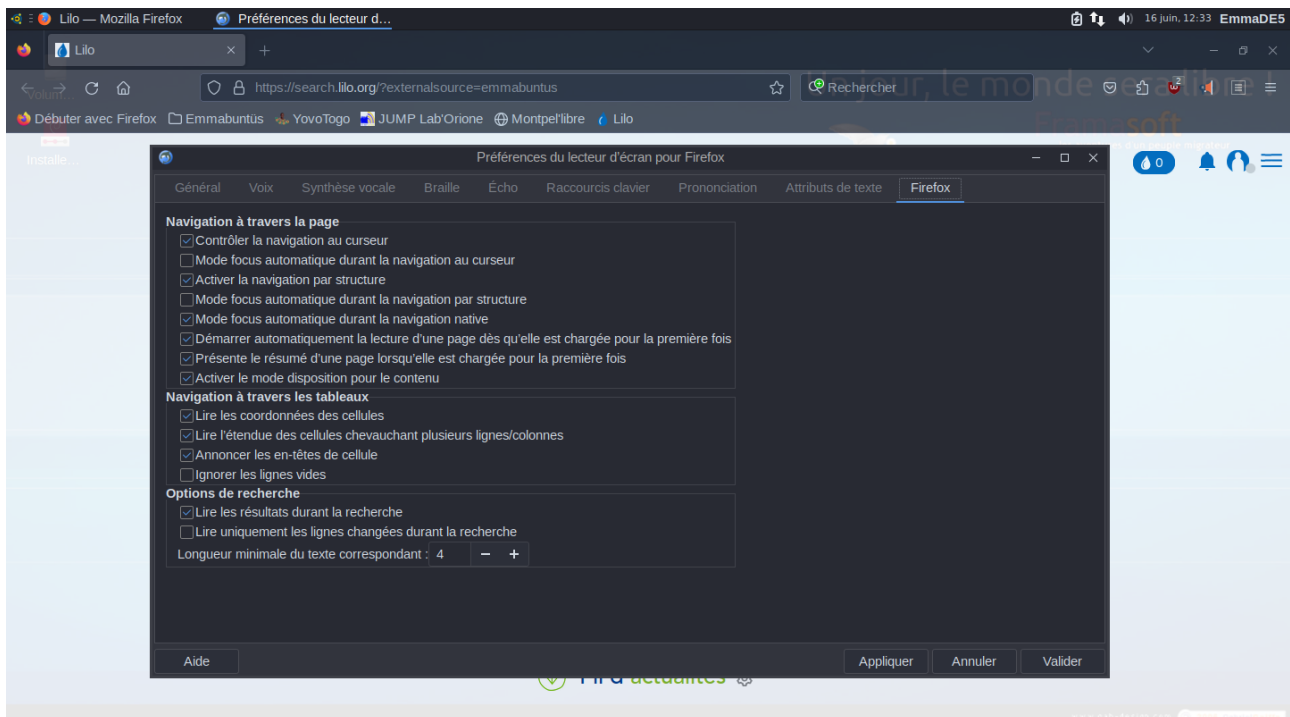 Lilo — Mozilla Firefox Préférences du lecteur d... 16 juin, 12:33 EmmaDE5
Lilo
https://search.lilo.org/?externalsource=emmabuntus Rechercher
Débuter avec Firefox Emmabuntüs YovoTogo JUMP Lab'Orione Montpel'libre Lilo
Installe...
0
Préférences du lecteur d'écran pour Firefox
Général Voix Synthèse vocale Braille Écho Raccourcis clavier Prononciation Attributs de texte Firefox
Navigation à travers la page
Contrôler la navigation au curseur
Mode focus automatique durant la navigation au curseur
Activer la navigation par structure
Mode focus automatique durant la navigation par structure
Mode focus automatique durant la navigation native
Démarrer automatiquement la lecture d'une page dès qu'elle est chargée pour la première fois
Présente le résumé d'une page lorsqu'elle est chargée pour la première fois
Activer le mode disposition pour le contenu
Navigation à travers les tableaux
Lire les coordonnées des cellules
Lire l'étendue des cellules chevauchant plusieurs lignes/colonnes
Annoncer les en-têtes de cellule
Ignorer les lignes vides
Options de recherche
Lire les résultats durant la recherche
Lire uniquement les lignes changées durant la recherche
Longueur minimale du texte correspondant : 4 − +
Aide Appliquer Annuler Valider
actualités